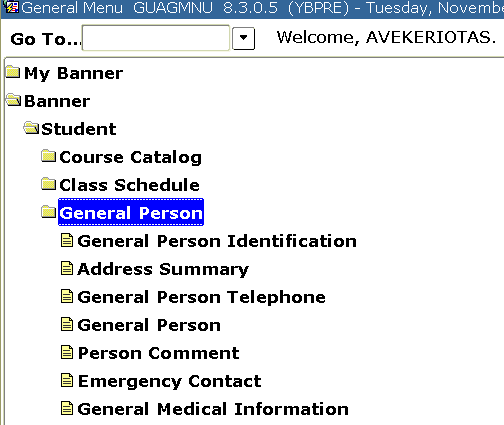 General Menu GUAGMNU 8.3.0.5 (YBPRE) - Tuesday, Novembe
Go To... Welcome, AVEKERIOTAS.
My Banner
Banner
Student
Course Catalog
Class Schedule
General Person
General Person Identification
Address Summary
General Person Telephone
General Person
Person Comment
Emergency Contact
General Medical Information